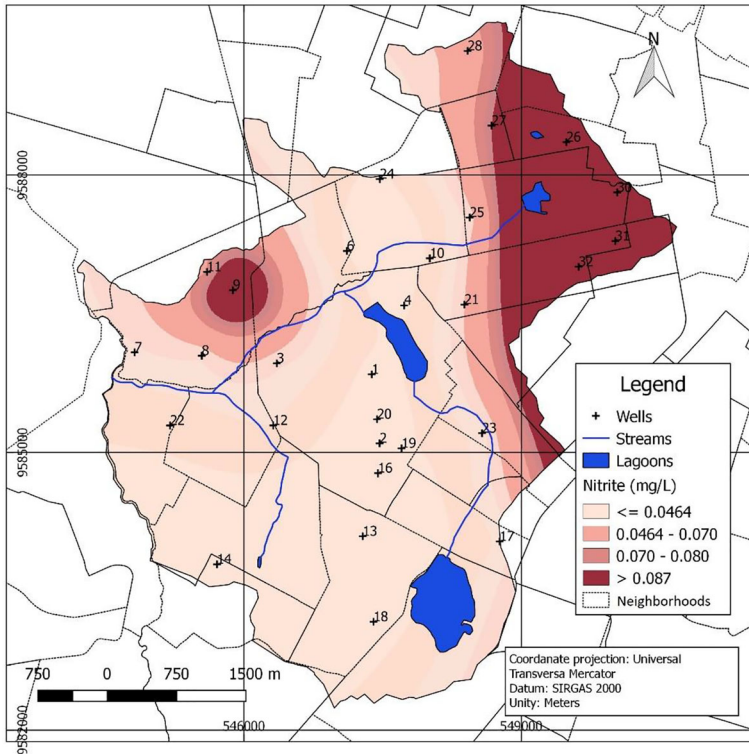 N
28
27
26
24
30
25
6
10
31
11
32
9
21
4
7
8
3
1
22
12
20
23
2
19
16
13
17
14
18
9588000
9585000
9582000
546000
549000
Legend
Wells
Streams
Lagoons
Nitrite (mg/L)
<= 0.0464
0.0464 - 0.070
0.070 - 0.080
> 0.087
Neighborhoods
750 0 750 1500 m
Coordanate projection: Universal
Transversa Mercator
Datum: SIRGAS 2000
Unity: Meters